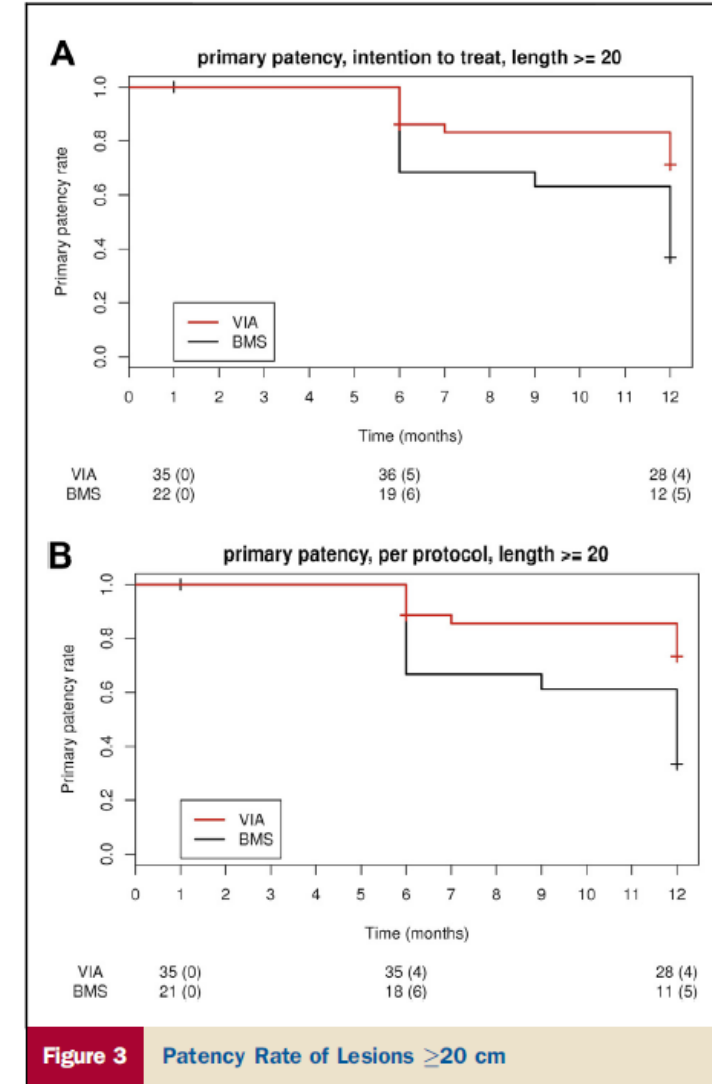 A
primary patency, intention to treat, length >= 20
Primary patency rate
1.0
0.8
0.6
0.4
0.2
0.0
VIA
BMS
0 1 2 3 4 5 6 7 8 9 10 11 12
Time (months)
VIA 35 (0) 36 (5) 28 (4)
BMS 22 (0) 19 (6) 12 (5)
B
primary patency, per protocol, length >= 20
Primary patency rate
1.0
0.8
0.6
0.4
0.2
0.0
VIA
BMS
0 1 2 3 4 5 6 7 8 9 10 11 12
Time (months)
VIA 35 (0) 35 (4) 28 (4)
BMS 21 (0) 18 (6) 11 (5)
Figure 3 Patency Rate of Lesions ≥20 cm